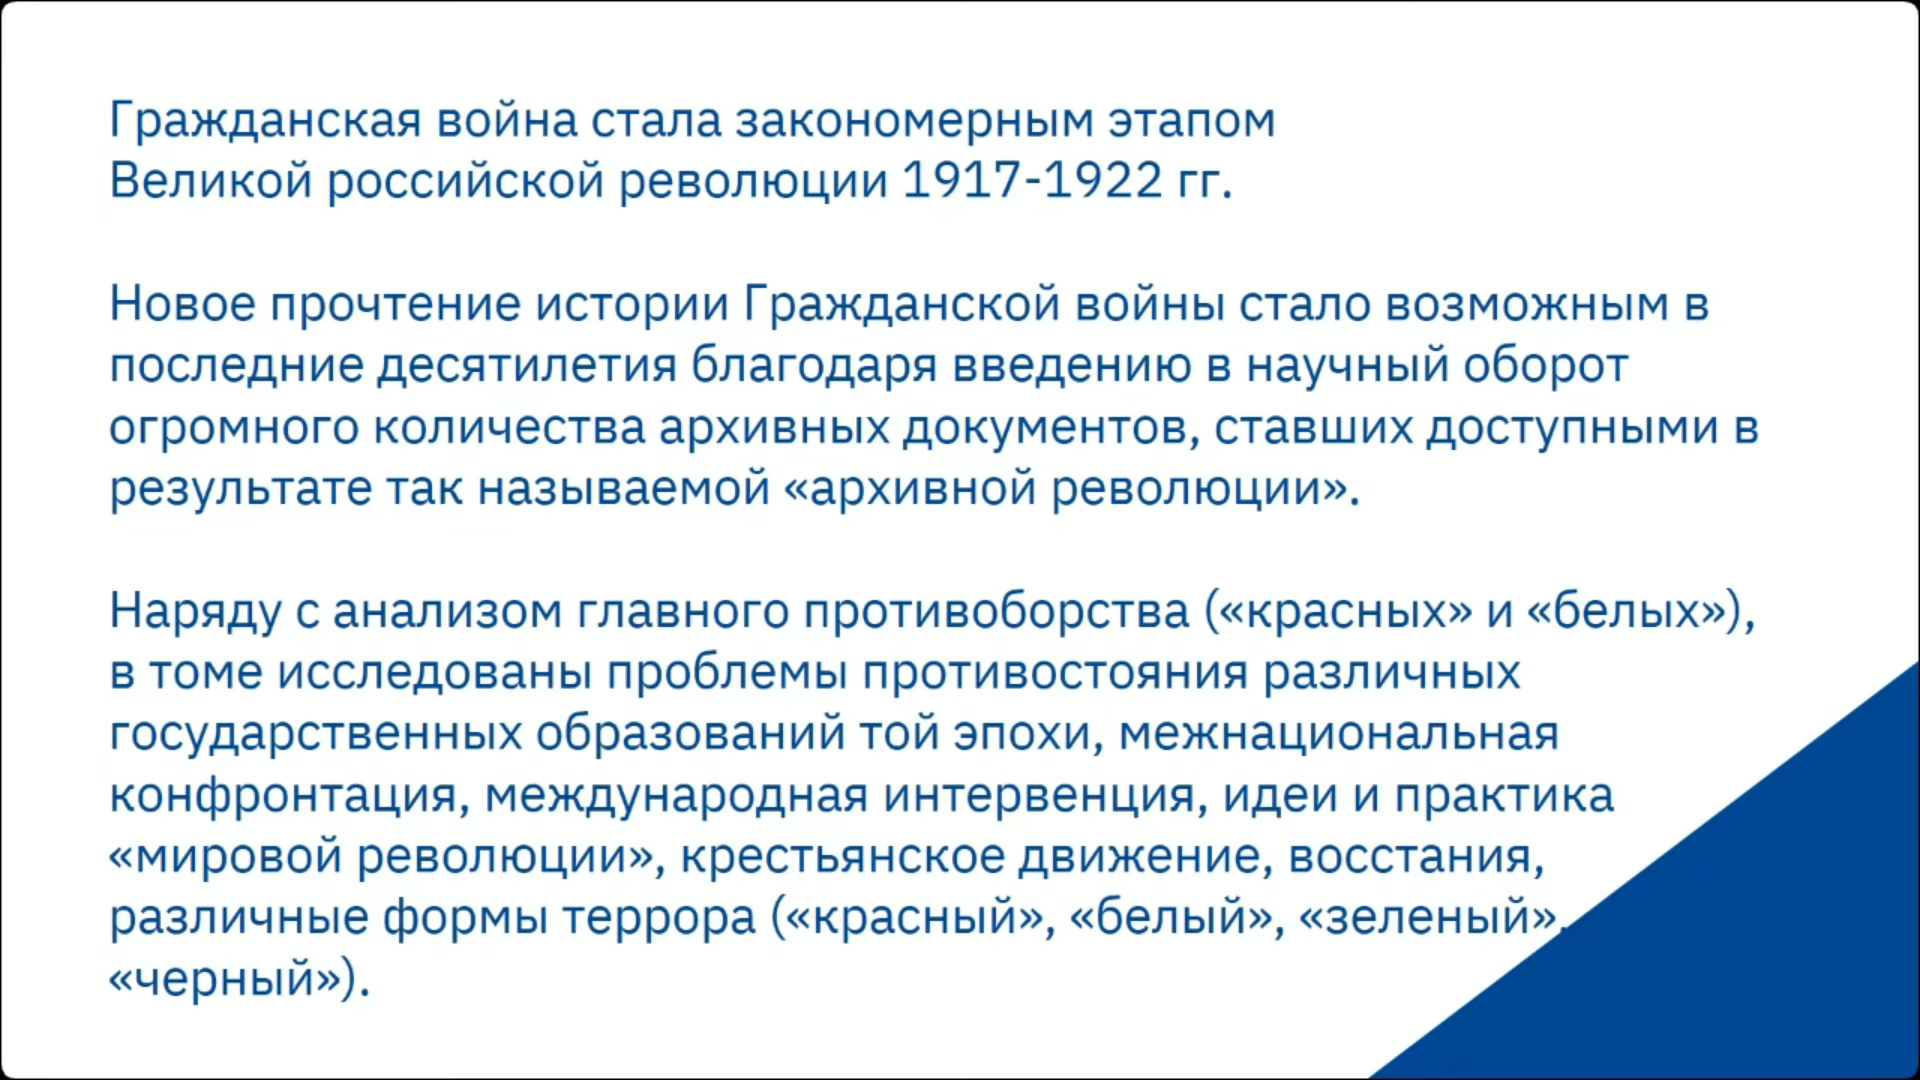 Гражданская война стала закономерным этапом
Великой российской революции 1917-1922 гг.
Новое прочтение истории Гражданской войны стало возможным в
последние десятилетия благодаря введению в научный оборот
огромного количества архивных документов, ставших доступными в
результате так называемой «архивной революции».
Наряду с анализом главного противоборства («красных» и «белых»),
в томе исследованы проблемы противостояния различных
государственных образований той эпохи, межнациональная
конфронтация, международная интервенция, идеи и практика
«мировой революции», крестьянское движение, восстания,
различные формы террора («красный», «белый», «зеленый»,
«черный»).